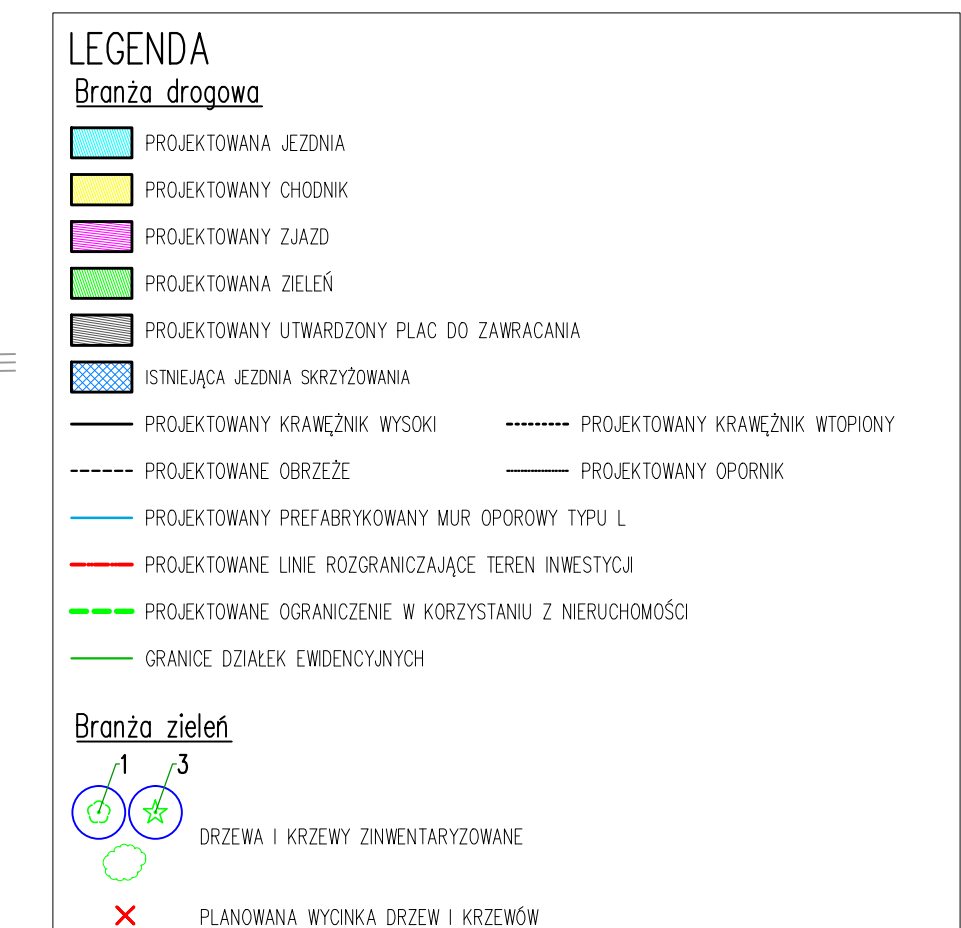 LEGENDA
Branża drogowa
PROJEKTOWANA JEZDNIA
PROJEKTOWANY CHODNIK
PROJEKTOWANY ZJAZD
PROJEKTOWANA ZIELEŃ
PROJEKTOWANY UTWARDZONY PLAC DO ZAWRACANIA
ISTNIEJĄCA JEZDNIA SKRZYŻOWANIA
PROJEKTOWANY KRAWĘŻNIK WYSOKI PROJEKTOWANY KRAWĘŻNIK WTOPIONY
PROJEKTOWANE OBRZEŻE PROJEKTOWANY OPORNIK
PROJEKTOWANY PREFABRYKOWANY MUR OPOROWY TYPU L
PROJEKTOWANE LINIE ROZGRANICZAJĄCE TEREN INWESTYCJI
PROJEKTOWANE OGRANICZENIE W KORZYSTANIU Z NIERUCHOMOŚCI
GRANICE DZIAŁEK EWIDENCYJNYCH
Branża zieleń
1 3
DRZEWA I KRZEWY ZINWENTARYZOWANE
PLANOWANA WYCINKA DRZEW I KRZEWÓW